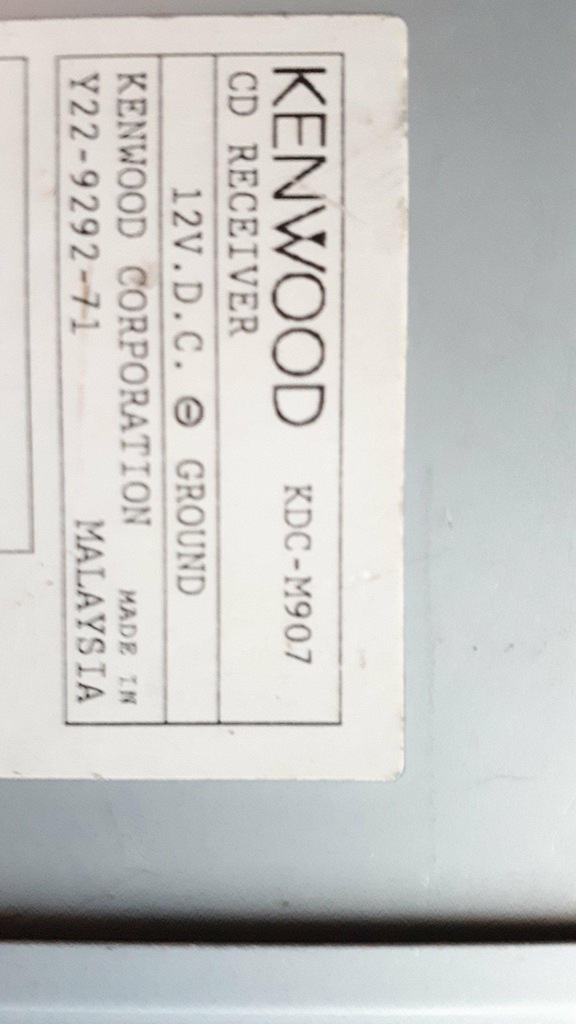 KENWOOD KDC-M907
CD RECEIVER
12V.D.C. ⊖ GROUND
KENWOOD CORPORATION MADE IN
Y22-9292-71 MALAYSIA